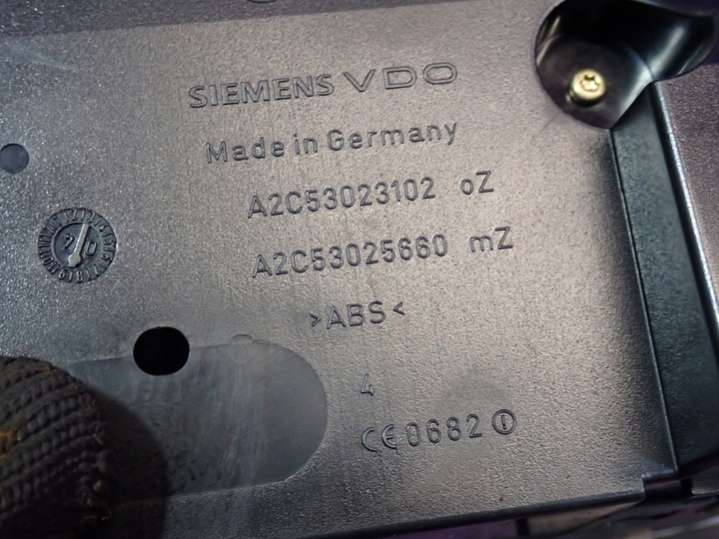 SIEMENS VDO
Made in Germany
A2C53023102 oZ
A2C53025660 mZ
>ABS<
4
CE0682